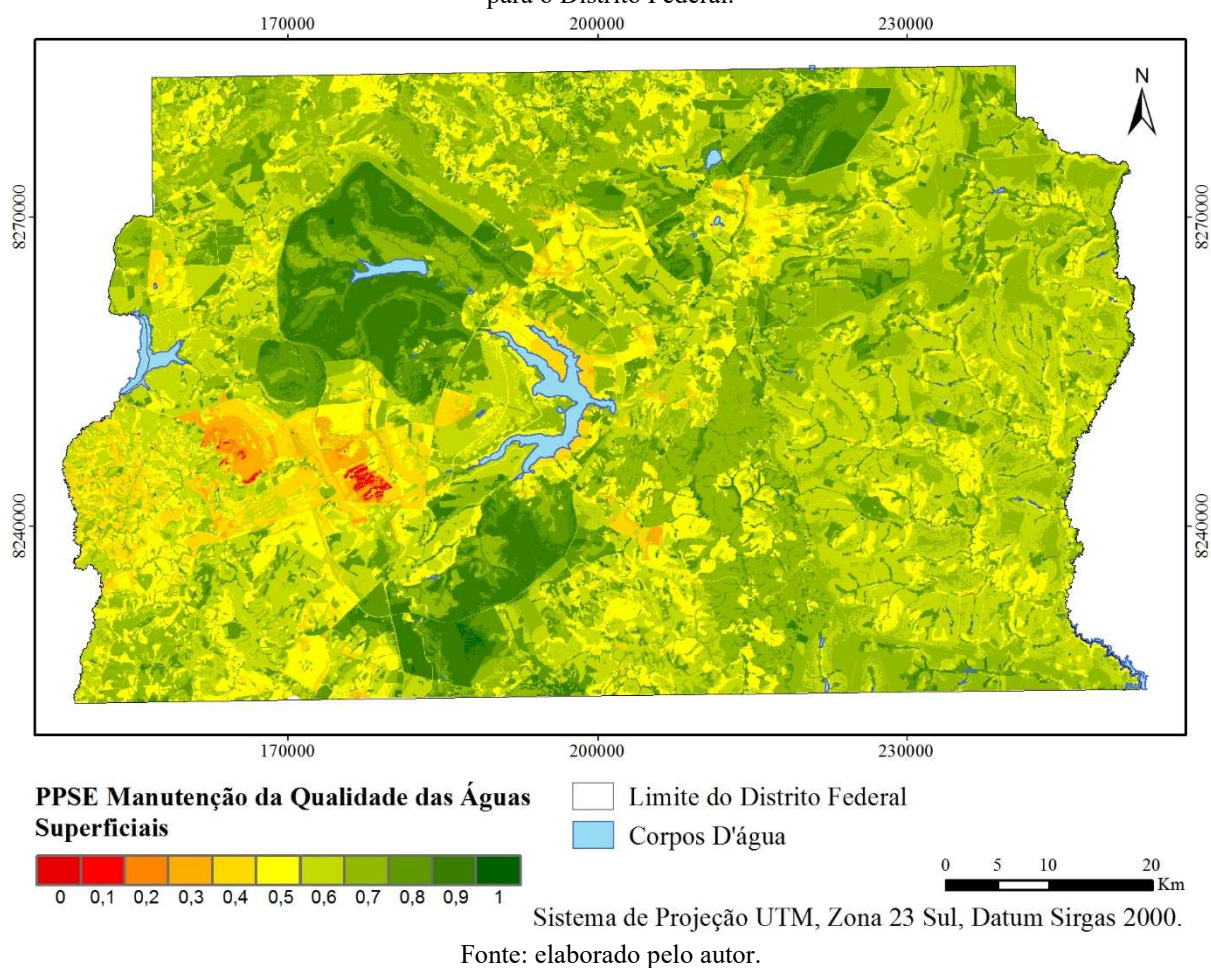 para o Distrito Federal.
170000 200000 230000
N
8270000 8270000
8240000 8240000
170000 200000 230000
PPSE Manutenção da Qualidade das Águas
Superficiais
0 0,1 0,2 0,3 0,4 0,5 0,6 0,7 0,8 0,9 1
Limite do Distrito Federal
Corpos D'água
0 5 10 20
Km
Sistema de Projeção UTM, Zona 23 Sul, Datum Sirgas 2000.
Fonte: elaborado pelo autor.